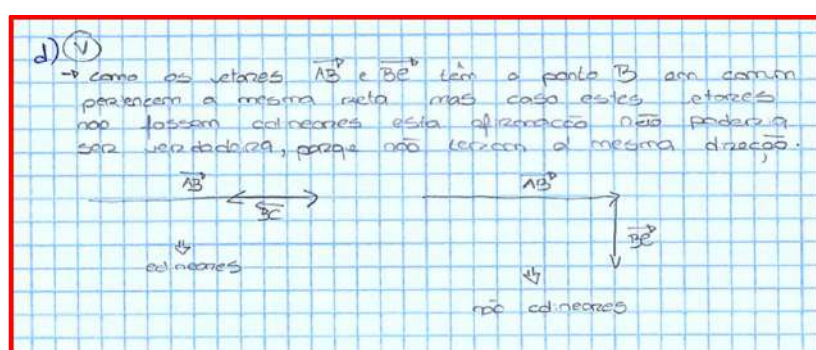 d) V
→ como os vetores AB e BC têm o ponto B em comum
pertencem a mesma reta mas caso estes vetores
não fossem colineares esta afirmação não poderia
ser verdadeira, porque não teriam a mesma direção.
AB AB
BC
BC
colineares
não colineares